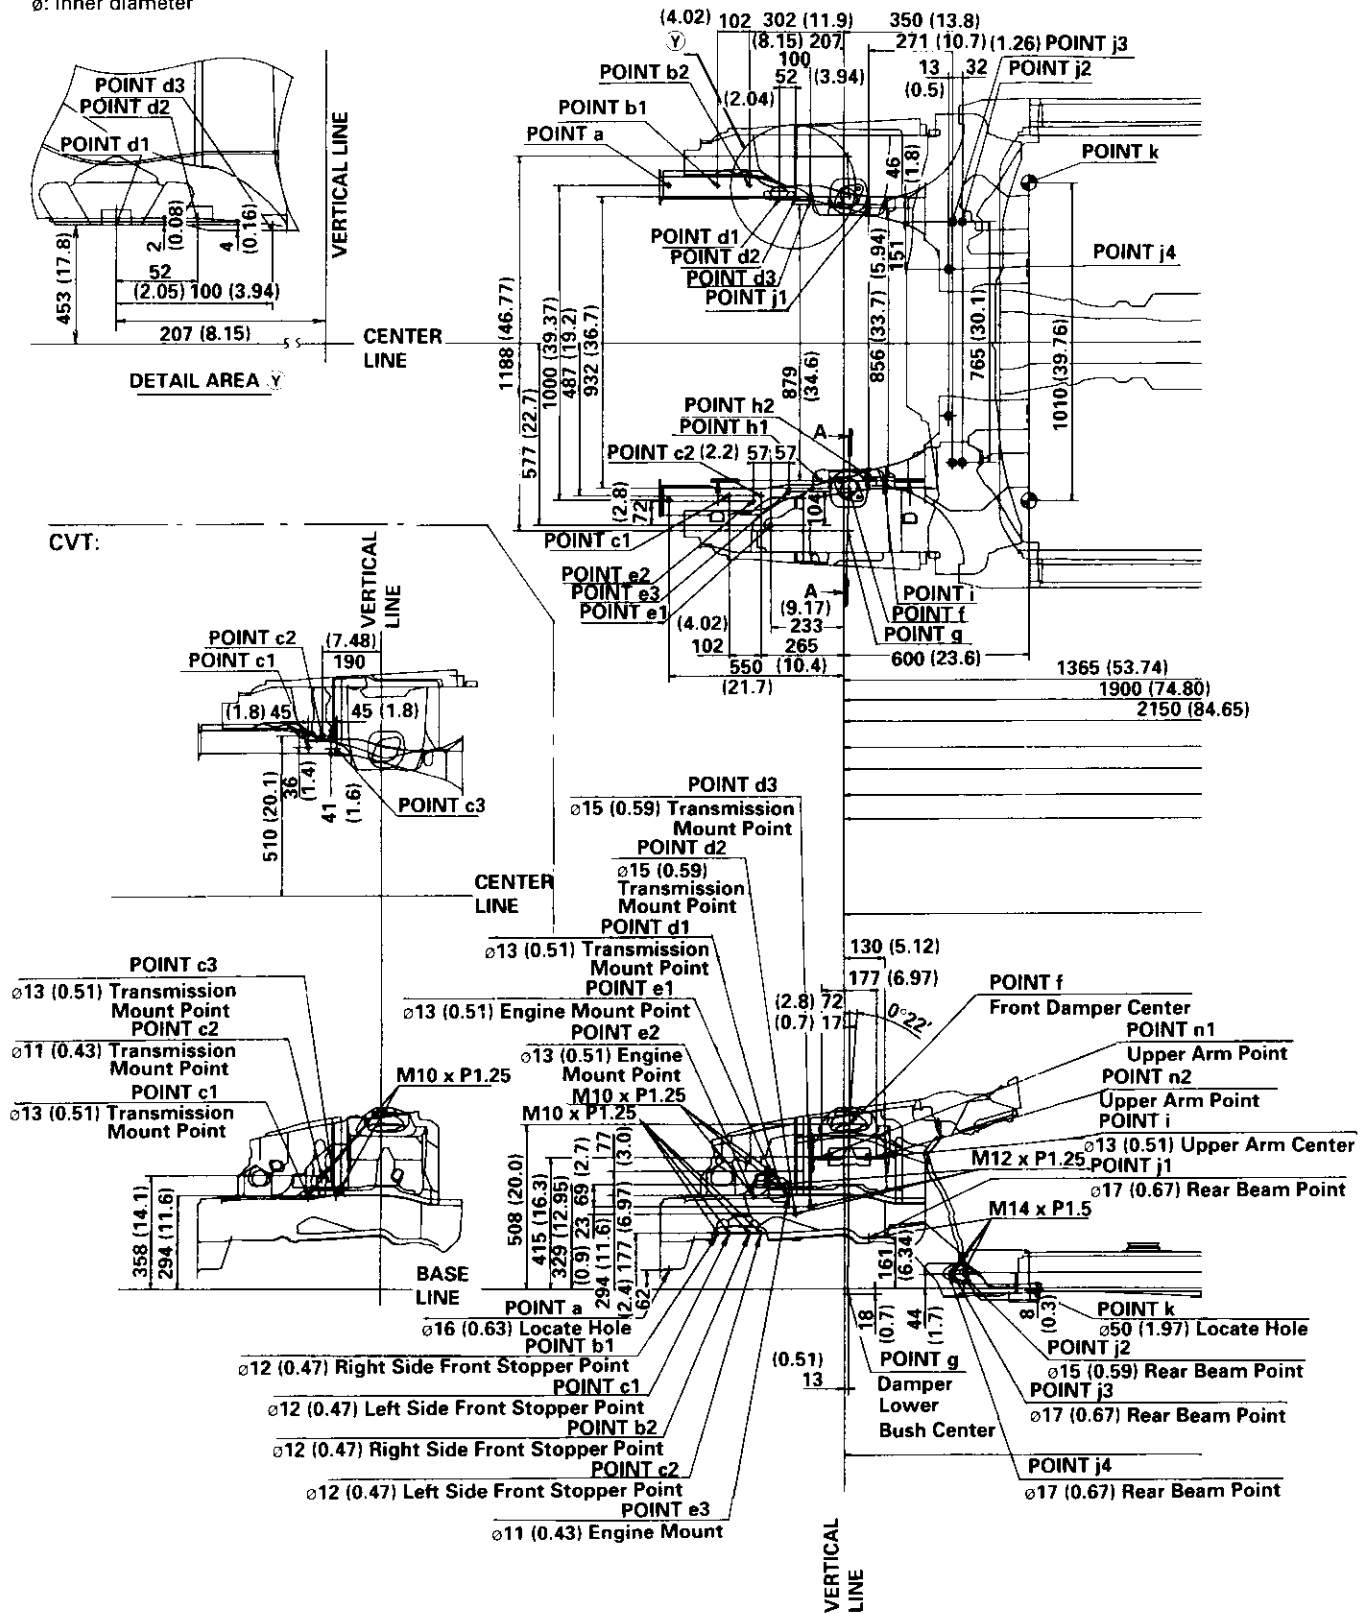 ø: Inner diameter
(4.02) 102 302 (11.9) 350 (13.8)
Y
(8.15) 207 271 (10.7) (1.26) POINT j3
100
52 (3.94)
13 32
(0.5)
POINT j2
(2.04)
POINT b2
POINT b1
POINT a
POINT k
46
(1.8)
POINT d3
POINT d2
POINT d1
VERTICAL LINE
453 (17.8)
2
(0.08)
4
(0.16)
52
(2.05) 100 (3.94)
207 (8.15)
CENTER
LINE
DETAIL AREA Y
POINT d1
POINT d2
POINT d3
POINT j1
POINT j4
1188 (46.77)
1000 (39.37)
487 (19.2)
932 (36.7)
577 (22.7)
879
(34.6)
856 (33.7)
(5.94)
151
765 (30.1)
1010 (39.76)
POINT h2
POINT h1
A
POINT c2 (2.2) 57 57
(2.8)
72
104
D
D
POINT c1
POINT e2
POINT e3
POINT e1
A
(9.17)
233
POINT i
POINT f
POINT g
(4.02)
102 265
550 (10.4)
(21.7)
600 (23.6)
1365 (53.74)
1900 (74.80)
2150 (84.65)
CVT:
VERTICAL
LINE
POINT c2 (7.48)
POINT c1 190
(1.8) 45 45 (1.8)
510 (20.1)
36
(1.4)
41
(1.6)
POINT c3
CENTER
LINE
POINT d3
ø15 (0.59) Transmission
Mount Point
POINT d2
ø15 (0.59)
Transmission
Mount Point
POINT d1
ø13 (0.51) Transmission
Mount Point
POINT e1
ø13 (0.51) Engine Mount Point
POINT e2
ø13 (0.51) Engine
Mount Point
M10 x P1.25
M10 x P1.25
130 (5.12)
177 (6.97)
(2.8) 72
(0.7) 17
0°22'
POINT f
Front Damper Center
POINT n1
Upper Arm Point
POINT n2
Upper Arm Point
POINT i
ø13 (0.51) Upper Arm Center
M12 x P1.25
POINT j1
ø17 (0.67) Rear Beam Point
M14 x P1.5
POINT c3
ø13 (0.51) Transmission
Mount Point
POINT c2
ø11 (0.43) Transmission
Mount Point
POINT c1
ø13 (0.51) Transmission
Mount Point
M10 x P1.25
358 (14.1)
294 (11.6)
BASE
LINE
508 (20.0)
415 (16.3)
329 (12.95)
(0.9) 23 69 (2.7)
294 (11.6)
77
(3.0)
(2.4) 177 (6.97)
62
161
(6.34)
18
(0.7)
44
(1.7)
8
(0.3)
POINT a
ø16 (0.63) Locate Hole
POINT b1
ø12 (0.47) Right Side Front Stopper Point
POINT c1
ø12 (0.47) Left Side Front Stopper Point
POINT b2
ø12 (0.47) Right Side Front Stopper Point
POINT c2
ø12 (0.47) Left Side Front Stopper Point
POINT e3
ø11 (0.43) Engine Mount
(0.51)
13
POINT g
Damper
Lower
Bush Center
POINT k
ø50 (1.97) Locate Hole
POINT j2
ø15 (0.59) Rear Beam Point
POINT j3
ø17 (0.67) Rear Beam Point
POINT j4
ø17 (0.67) Rear Beam Point
VERTICAL
LINE